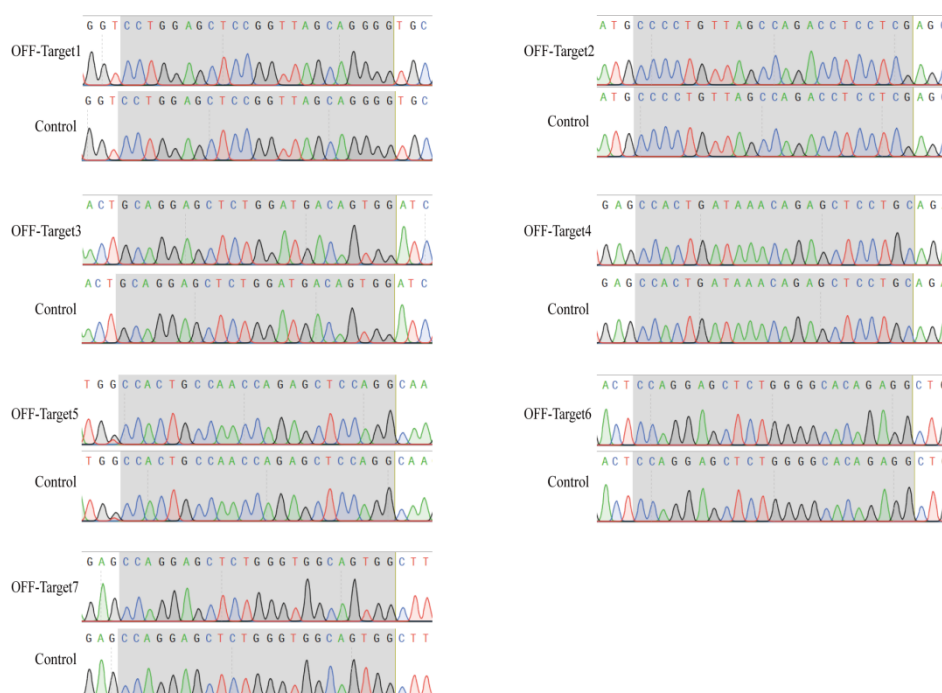 G G T C C T G G A G C T C C G G T T A G C A G G G G T G C
OFF-Target1
G G T C C T G G A G C T C C G G T T A G C A G G G G T G C
Control
A T G C C C C T G T T A G C C A G A C C T C C T C G A G
OFF-Target2
A T G C C C C T G T T A G C C A G A C C T C C T C G A G
Control
A C T G C A G G A G C T C T G G A T G A C A G T G G A T C
OFF-Target3
A C T G C A G G A G C T C T G G A T G A C A G T G G A T C
Control
G A G C C A C T G A T A A A C A G A G C T C C T G C A G
OFF-Target4
G A G C C A C T G A T A A A C A G A G C T C C T G C A G
Control
T G G C C A C T G C C A A C C A G A G C T C C A G G C A A
OFF-Target5
T G G C C A C T G C C A A C C A G A G C T C C A G G C A A
Control
A C T C C A G G A G C T C T G G G G C A C A G A G G C T
OFF-Target6
A C T C C A G G A G C T C T G G G G C A C A G A G G C T
Control
G A G C C A G G A G C T C T G G G T G G C A G T G G C T T
OFF-Target7
G A G C C A G G A G C T C T G G G T G G C A G T G G C T T
Control